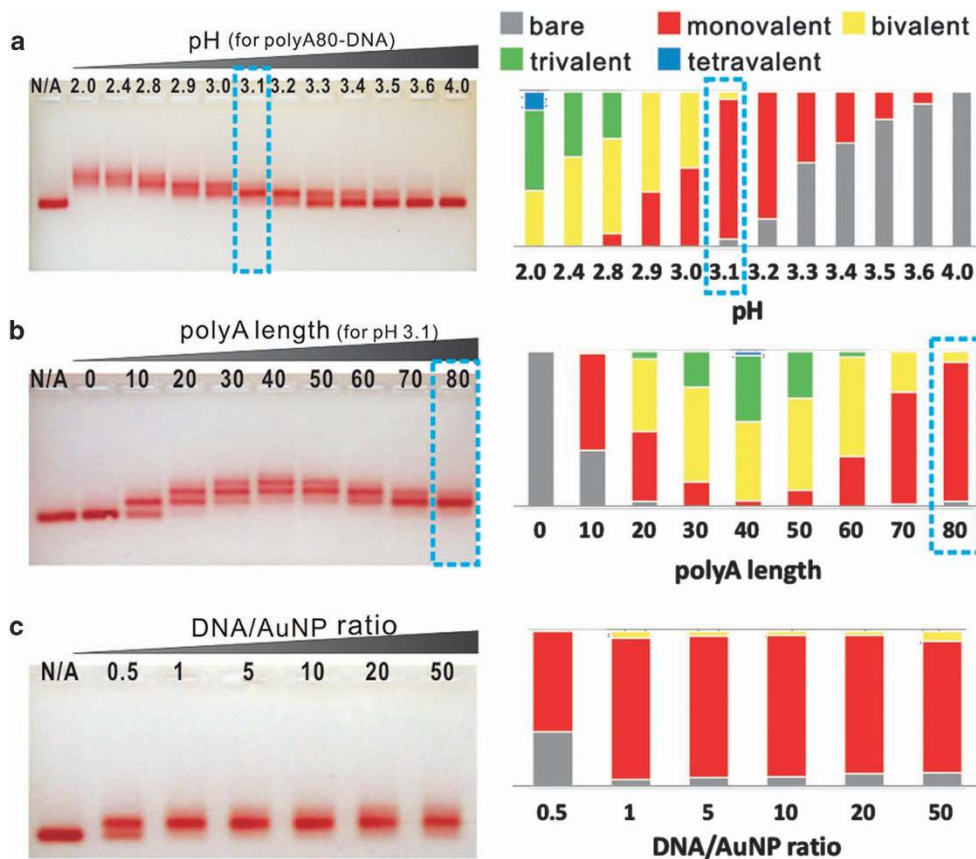 a
pH (for polyA80-DNA)
N/A 2.0 2.4 2.8 2.9 3.0 3.1 3.2 3.3 3.4 3.5 3.6 4.0
bare monovalent bivalent
trivalent tetravalent
2.0 2.4 2.8 2.9 3.0 3.1 3.2 3.3 3.4 3.5 3.6 4.0
pH
b
polyA length (for pH 3.1)
N/A 0 10 20 30 40 50 60 70 80
0 10 20 30 40 50 60 70 80
polyA length
c
DNA/AuNP ratio
N/A 0.5 1 5 10 20 50
0.5 1 5 10 20 50
DNA/AuNP ratio